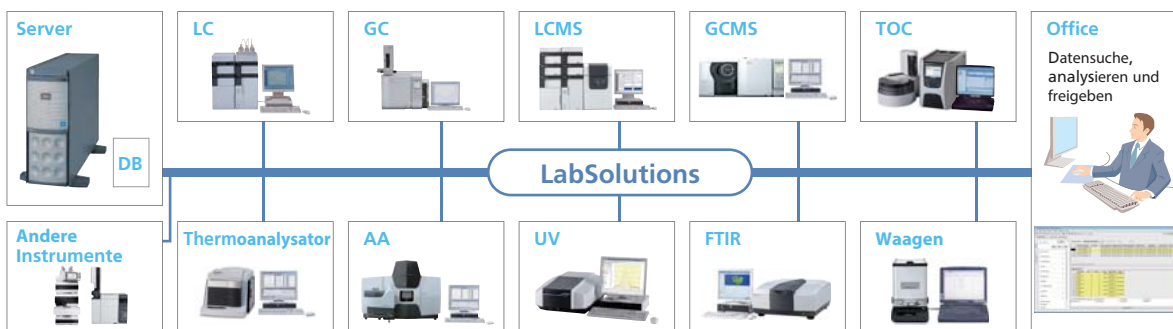 Server
LC
GC
LCMS
GCMS
TOC
Office
Datensuche,
analysieren und
freigeben
DB
LabSolutions
Andere
Instrumente
Thermoanalysator
AA
UV
FTIR
Waagen